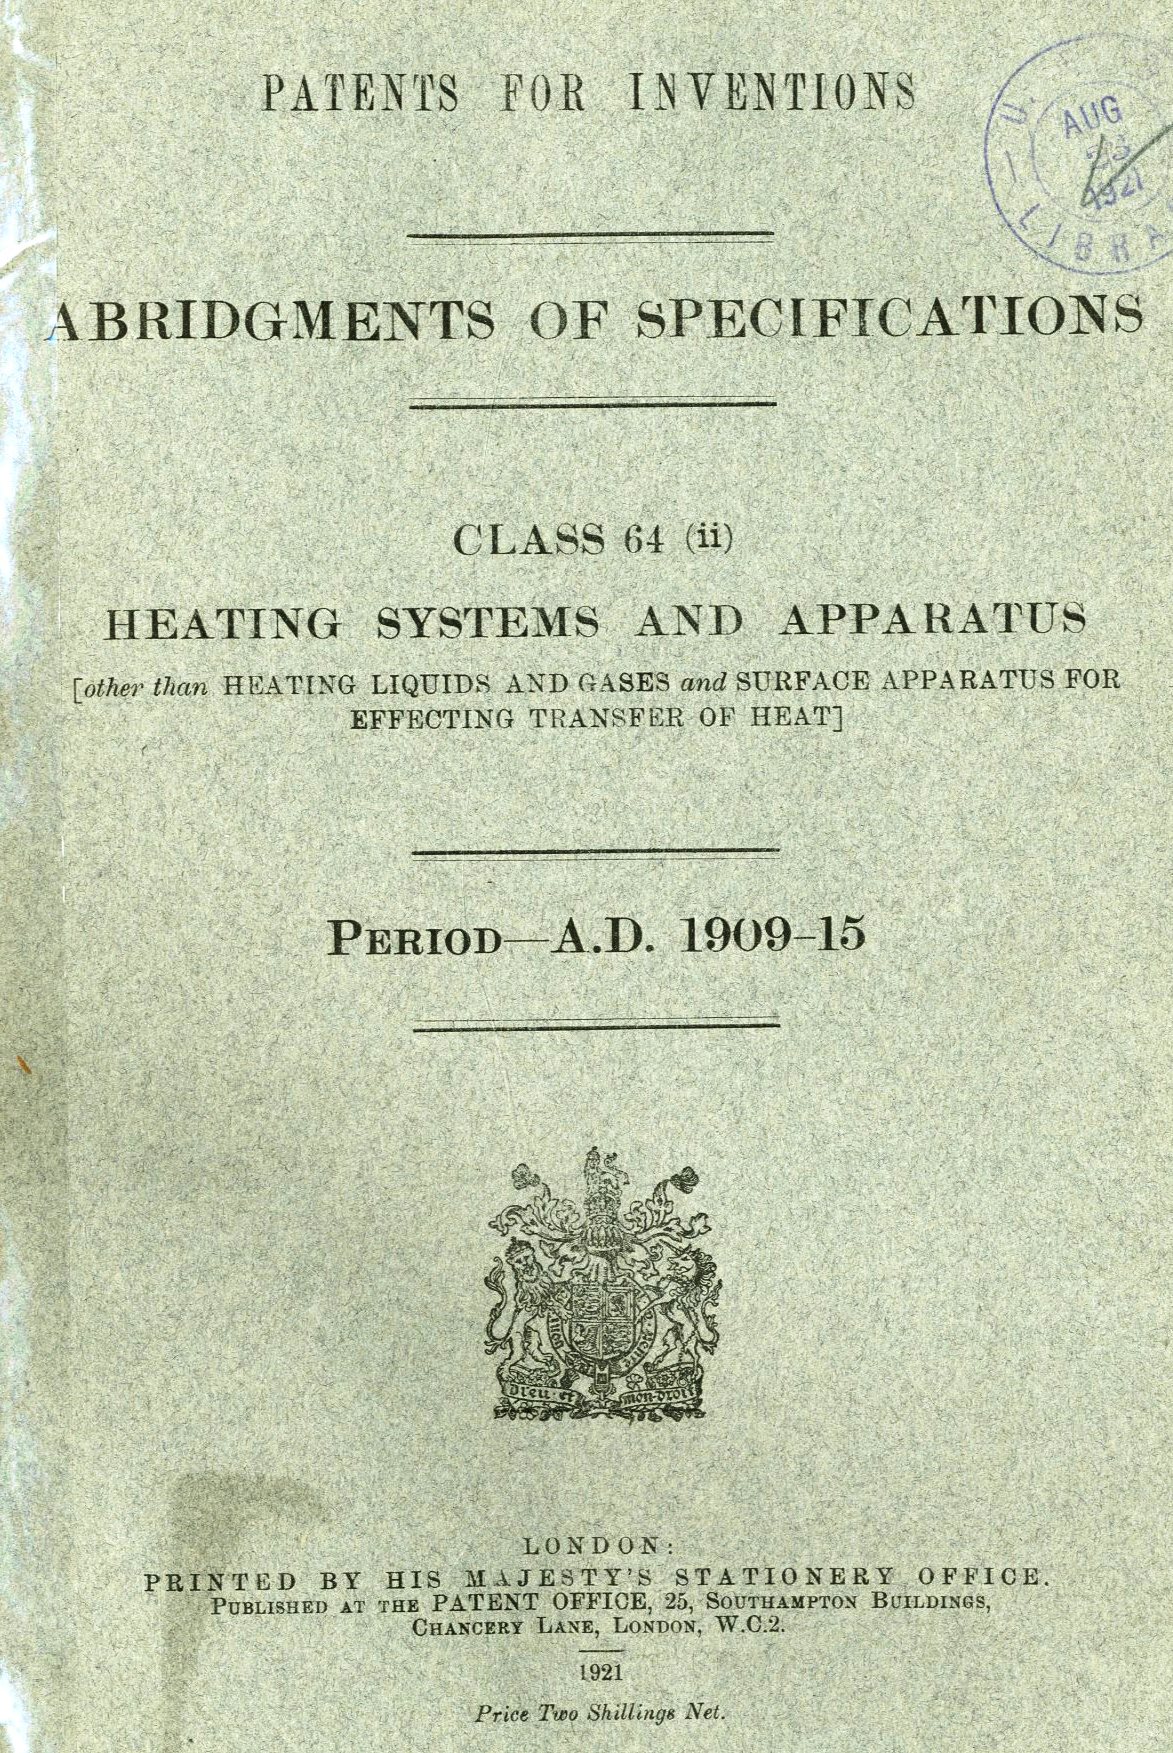 PATENTS FOR INVENTIONS
U.
AUG
1921
LIBRA
ABRIDGMENTS OF SPECIFICATIONS
CLASS 64 (ii)
HEATING SYSTEMS AND APPARATUS
[other than HEATING LIQUIDS AND GASES and SURFACE APPARATUS FOR
EFFECTING TRANSFER OF HEAT]
PERIOD—A.D. 1909–15
Dieu et mon droit
LONDON:
PRINTED BY HIS MAJESTY'S STATIONERY OFFICE.
PUBLISHED AT THE PATENT OFFICE, 25, SOUTHAMPTON BUILDINGS,
CHANCERY LANE, LONDON, W.C.2.
1921
Price Two Shillings Net.